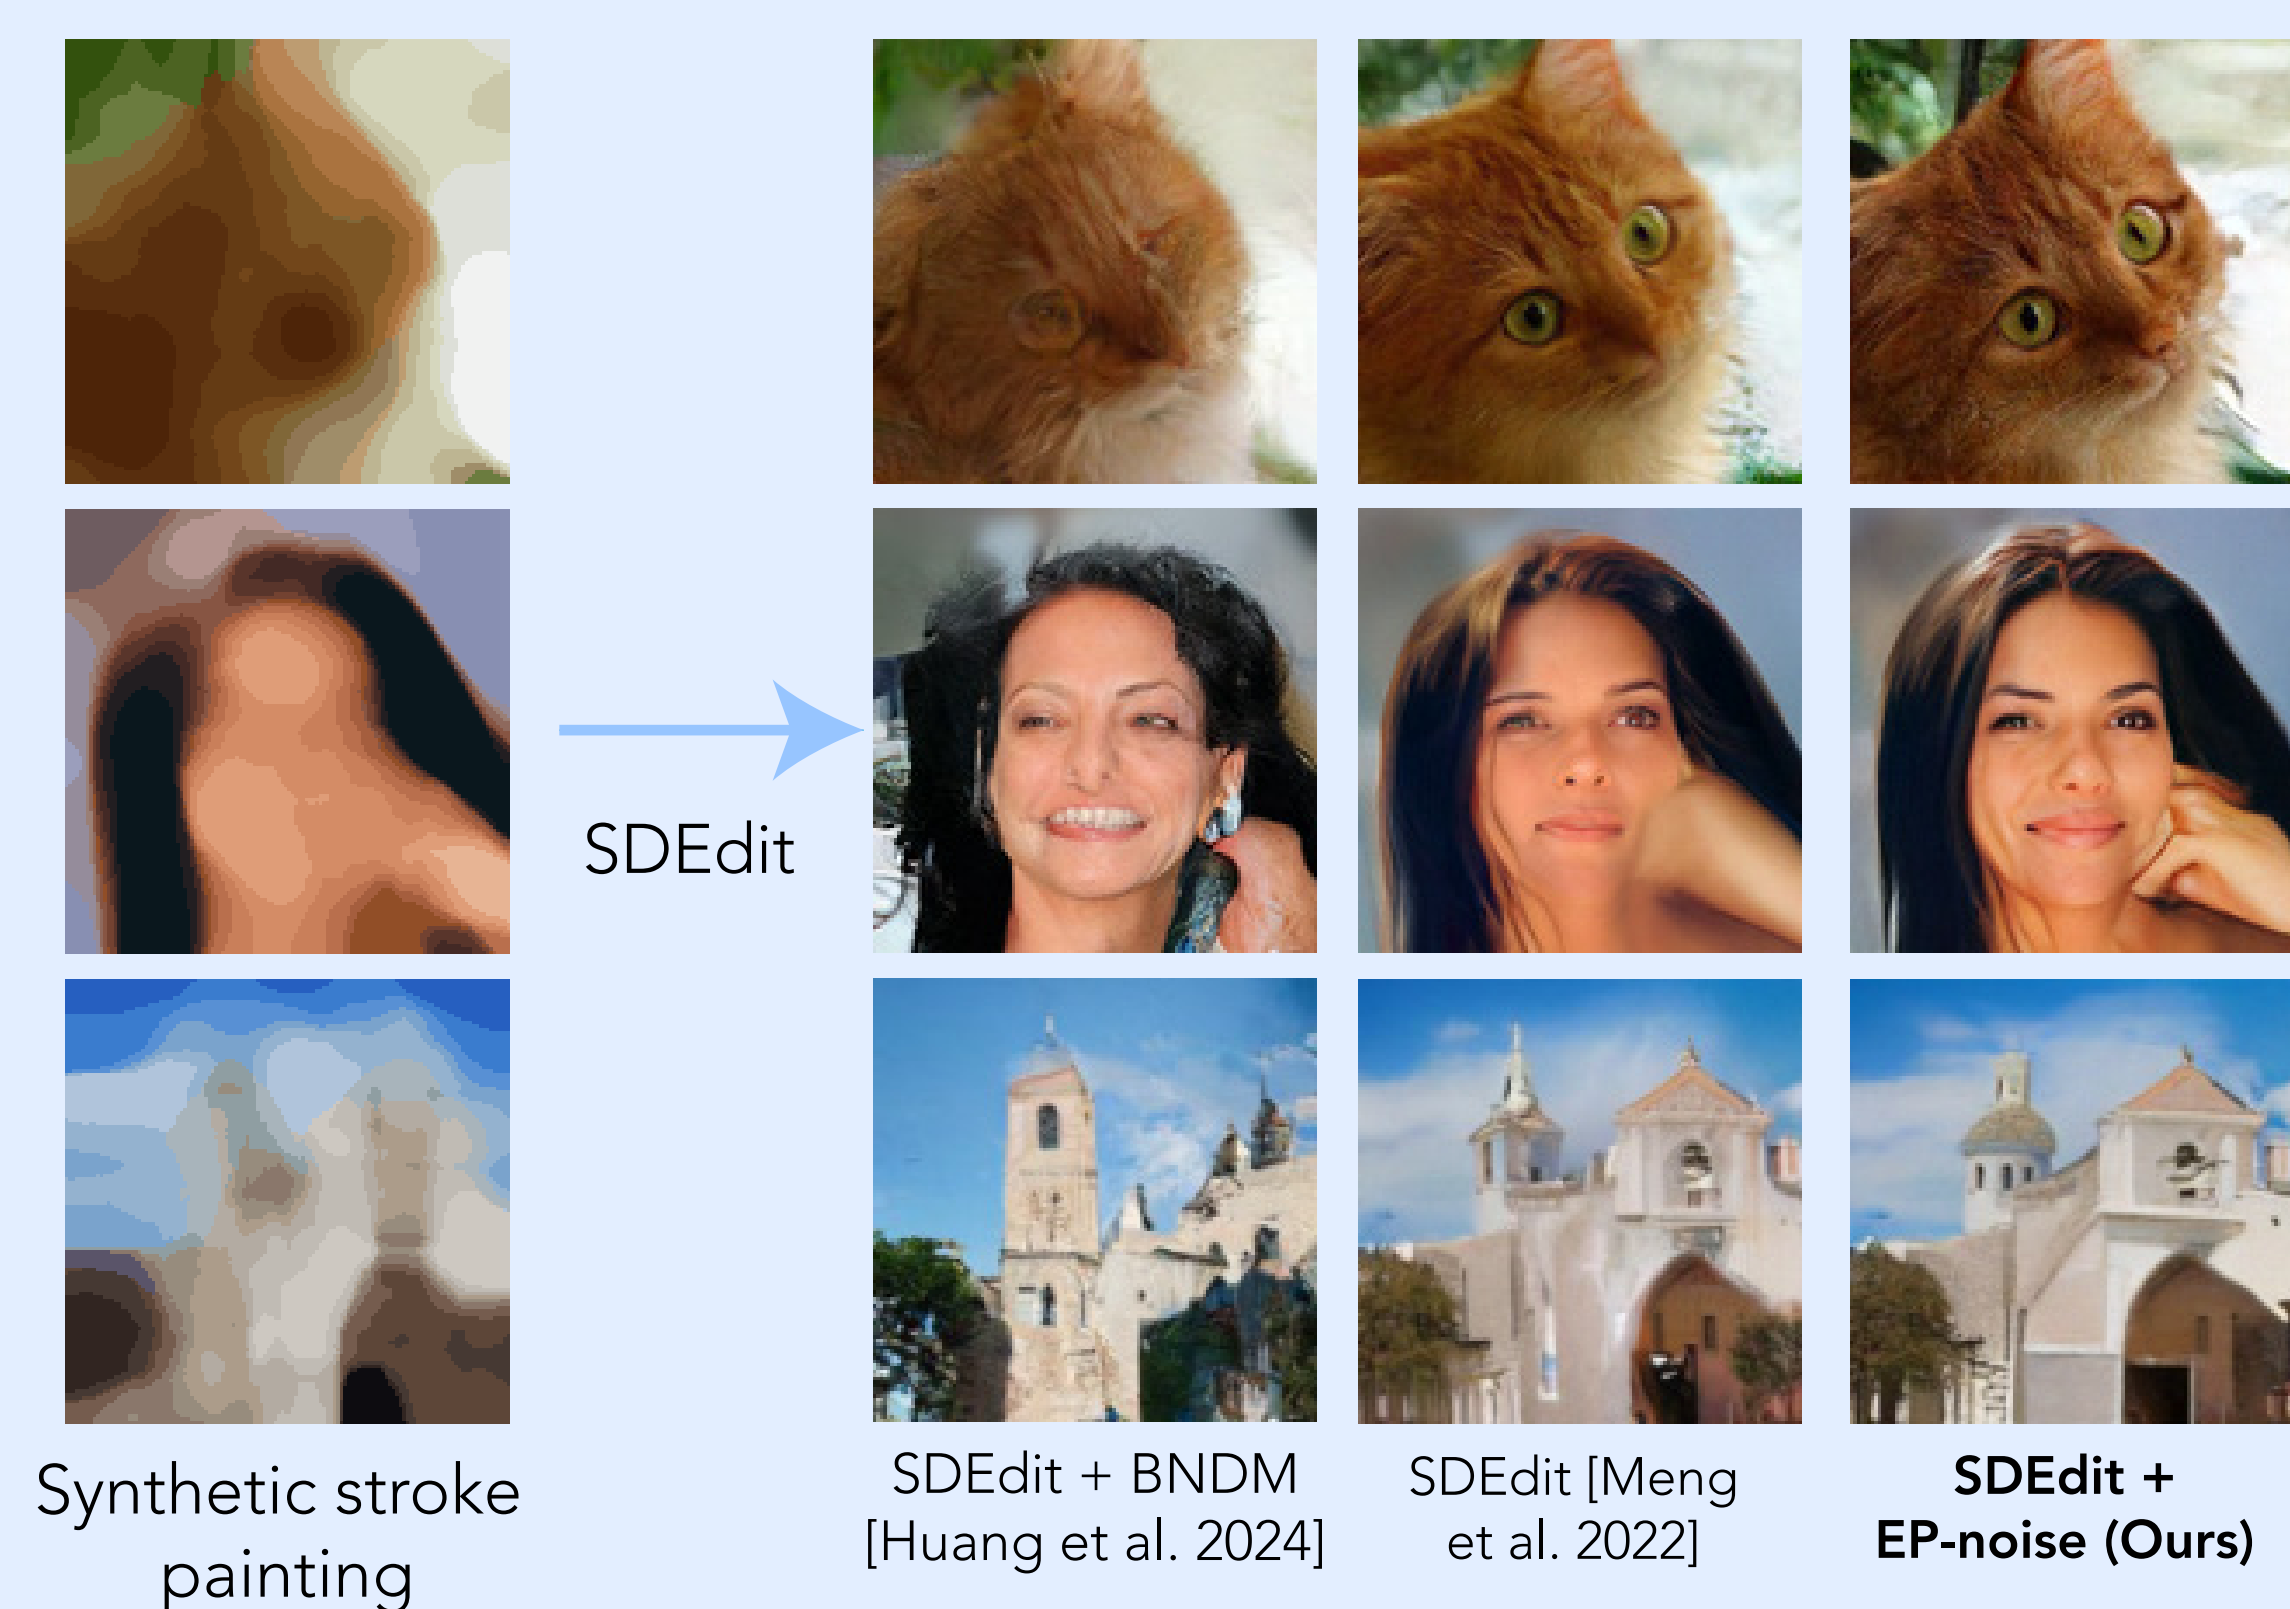 SDEdit
Synthetic stroke
painting
SDEdit + BNDM
[Huang et al. 2024]
SDEdit [Meng
et al. 2022]
SDEdit +
EP-noise (Ours)